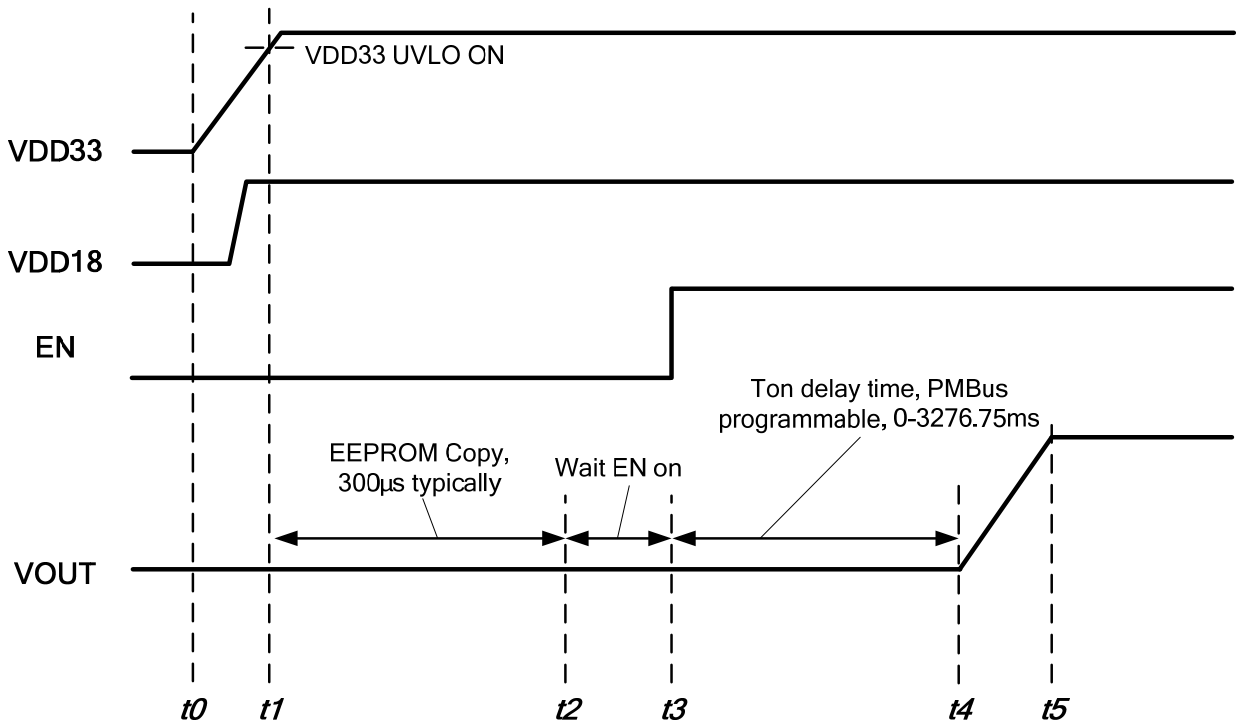 VDD33 UVLO ON
VDD33
VDD18
EN
Ton delay time, PMBus
programmable, 0-3276.75ms
EEPROM Copy,
300µs typically
Wait EN on
VOUT
t0 t1 t2 t3 t4 t5